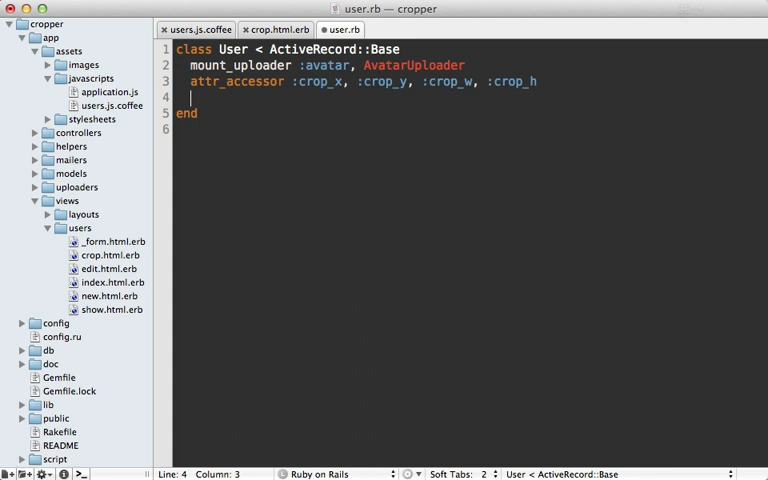 user.rb — cropper
cropper
app
assets
images
javascripts
application.js
users.js.coffee
stylesheets
controllers
helpers
mailers
models
uploaders
views
layouts
users
_form.html.erb
crop.html.erb
edit.html.erb
index.html.erb
new.html.erb
show.html.erb
config
config.ru
db
doc
Gemfile
Gemfile.lock
lib
public
Rakefile
README
script
users.js.coffee crop.html.erb user.rb
1 class User < ActiveRecord::Base
2 mount_uploader :avatar, AvatarUploader
3 attr_accessor :crop_x, :crop_y, :crop_w, :crop_h
4
5 end
6
Line: 4 Column: 3 Ruby on Rails Soft Tabs: 2 User < ActiveRecord::Base